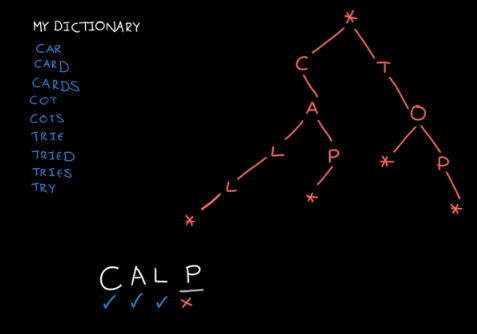 MY DICTIONARY
CAR
CARD
CARDS
COT
COTS
TRIE
TRIED
TRIES
TRY
*
C T
A O
L P * P
L * *
*
CALP
✓ ✓ ✓ ×